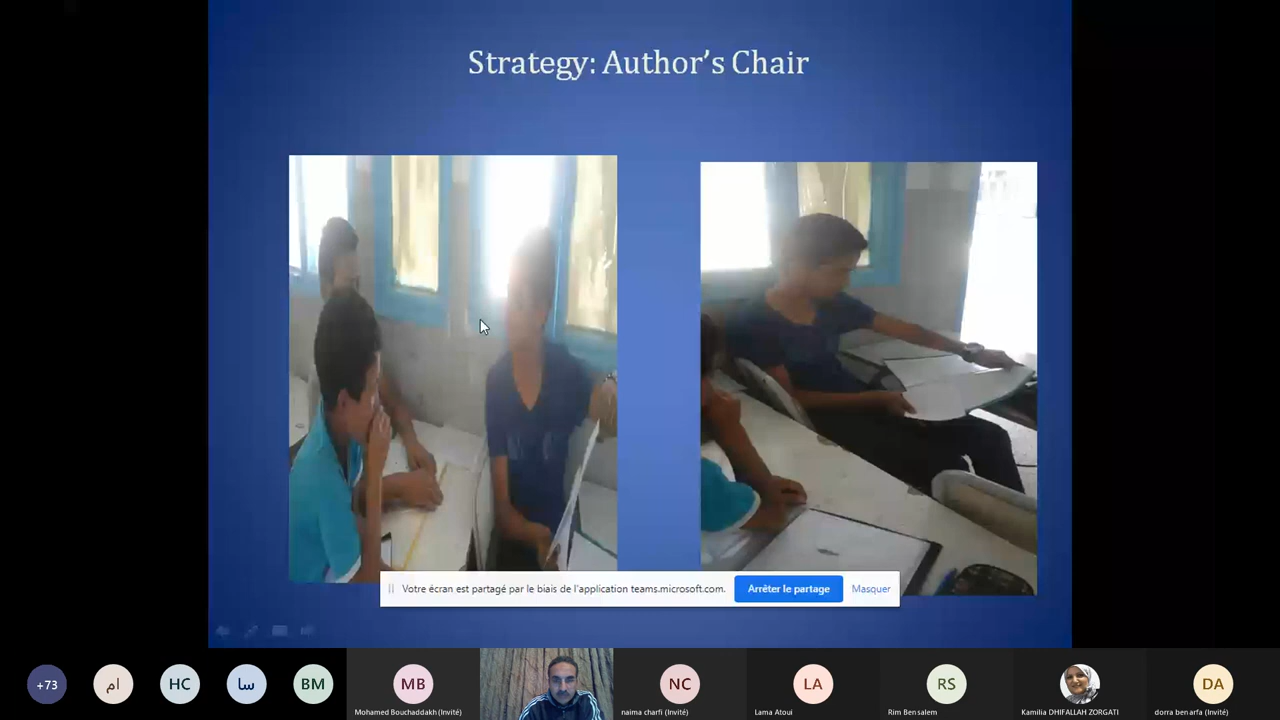 Strategy: Author's Chair
Votre écran est partagé par le biais de l'application teams.microsoft.com.
Arrêter le partage
Masquer
+73
ام
HC
سا
BM
MB
NC
LA
RS
DA
Mohamed Bouchaddakh (Invité)
naima charfi (Invité)
Lama Atoui
Rim Ben salem
Kamilia DHIFALLAH ZORGATI
dorra ben arfa (Invité)